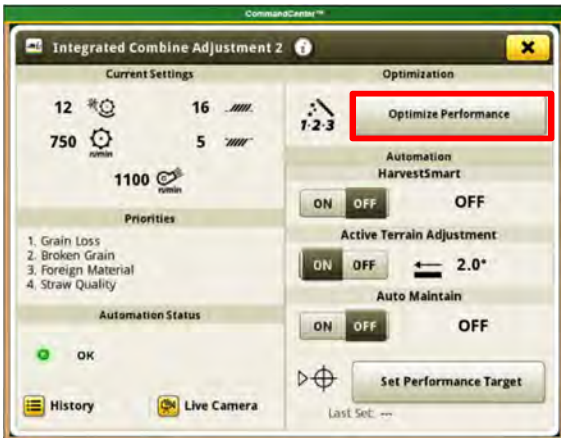 CommandCenter™
Integrated Combine Adjustment 2 i
Current Settings
12
16
750 r/min
5
1100 r/min
Priorities
1. Grain Loss
2. Broken Grain
3. Foreign Material
4. Straw Quality
Automation Status
OK
History
Live Camera
Optimization
1·2·3
Optimize Performance
Automation
HarvestSmart
ON OFF OFF
Active Terrain Adjustment
ON OFF 2.0°
Auto Maintain
ON OFF OFF
Set Performance Target
Last Set: ---